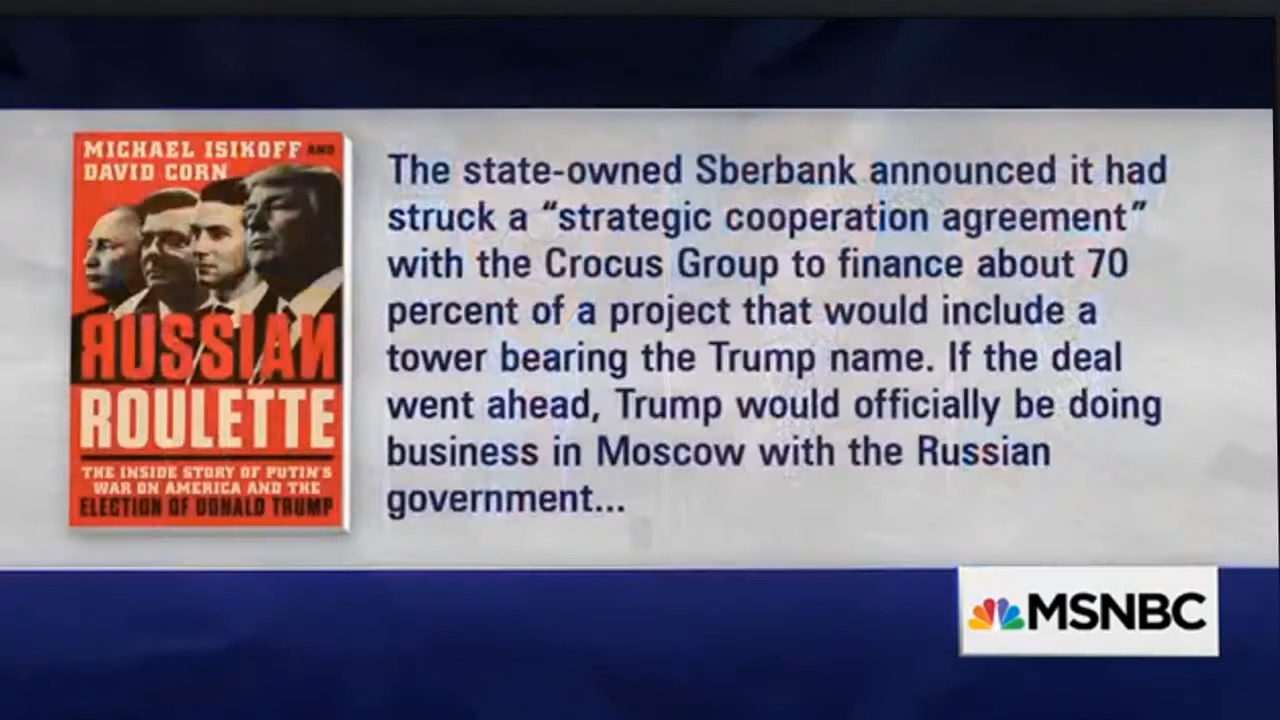 MICHAEL ISIKOFF AND
DAVID CORN
RUSSIAN
ROULETTE
THE INSIDE STORY OF PUTIN'S
WAR ON AMERICA AND THE
ELECTION OF DONALD TRUMP
The state-owned Sberbank announced it had
struck a “strategic cooperation agreement”
with the Crocus Group to finance about 70
percent of a project that would include a
tower bearing the Trump name. If the deal
went ahead, Trump would officially be doing
business in Moscow with the Russian
government...
MSNBC